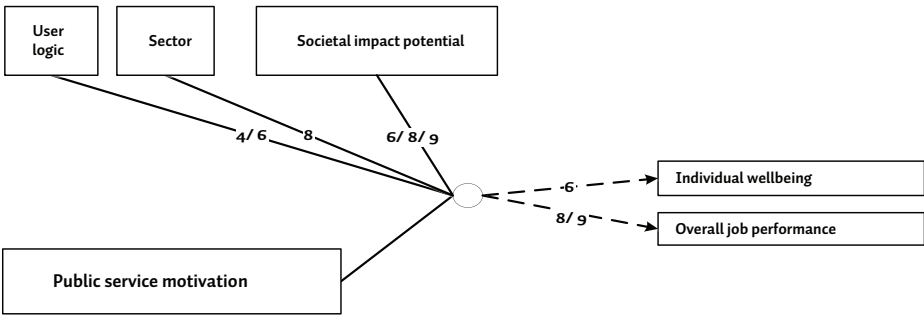 User
logic
Sector
Societal impact potential
4/ 6
8
6/ 8/ 9
6
Individual wellbeing
8/ 9
Overall job performance
Public service motivation